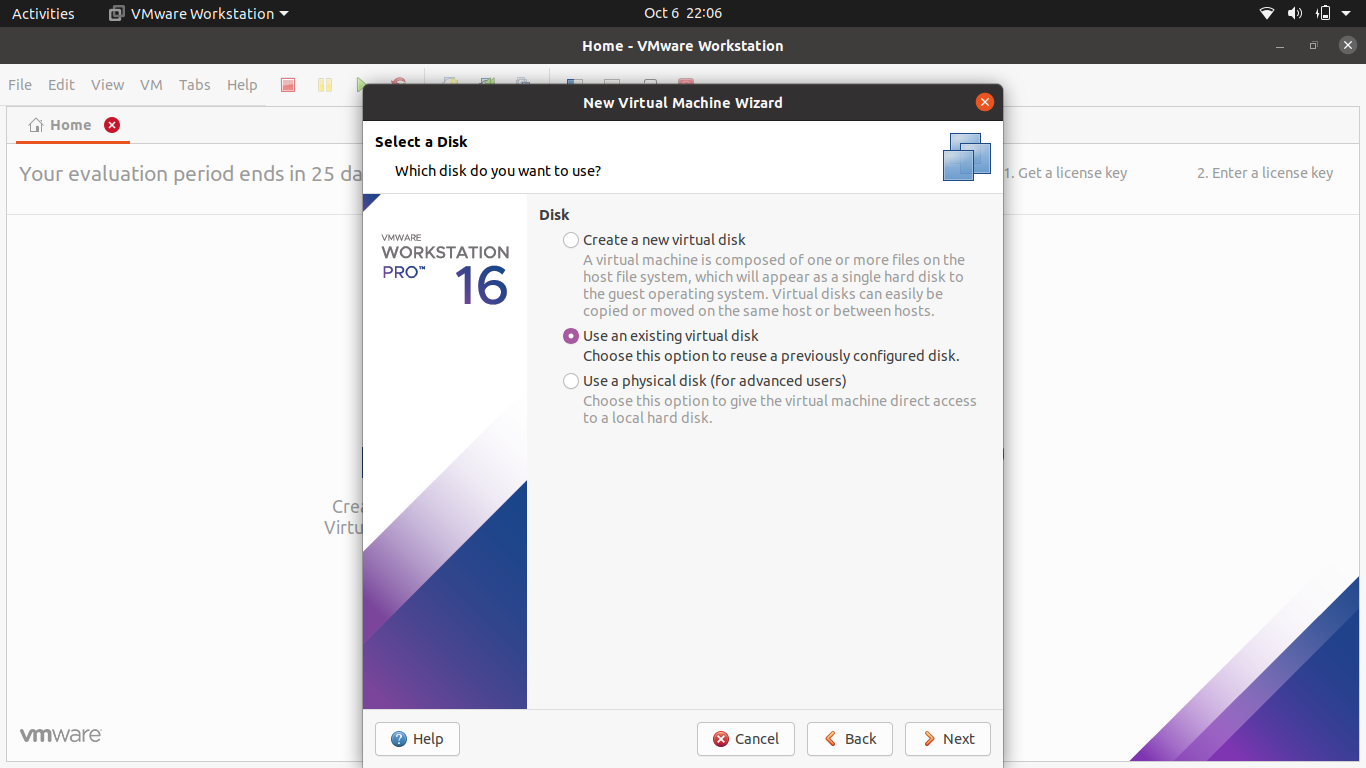 Activities VMware Workstation Oct 6 22:06
Home - VMware Workstation
File Edit View VM Tabs Help
New Virtual Machine Wizard
Home
Select a Disk
Which disk do you want to use?
Your evaluation period ends in 25 da
1. Get a license key 2. Enter a license key
VMWARE
WORKSTATION
PRO™ 16
Disk
Create a new virtual disk
A virtual machine is composed of one or more files on the
host file system, which will appear as a single hard disk to
the guest operating system. Virtual disks can easily be
copied or moved on the same host or between hosts.
Use an existing virtual disk
Choose this option to reuse a previously configured disk.
Use a physical disk (for advanced users)
Choose this option to give the virtual machine direct access
to a local hard disk.
Crea
Virtu
vmware
Help Cancel Back Next